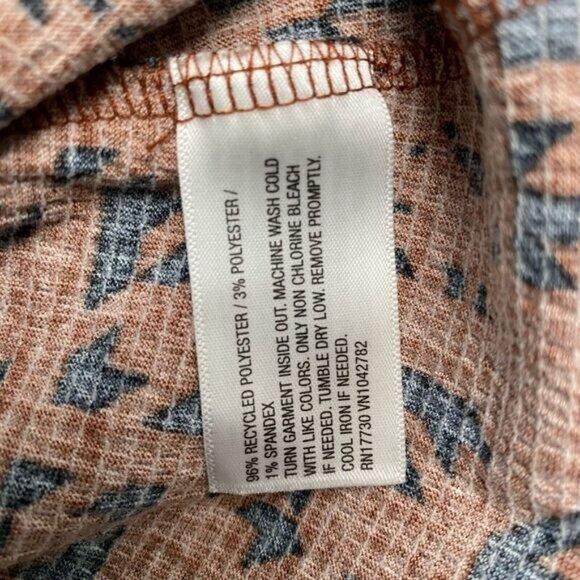 96% RECYCLED POLYESTER / 3% POLYESTER /
1% SPANDEX
TURN GARMENT INSIDE OUT. MACHINE WASH COLD
WITH LIKE COLORS. ONLY NON CHLORINE BLEACH
IF NEEDED. TUMBLE DRY LOW. REMOVE PROMPTLY.
COOL IRON IF NEEDED.
RN17730 VN1042782